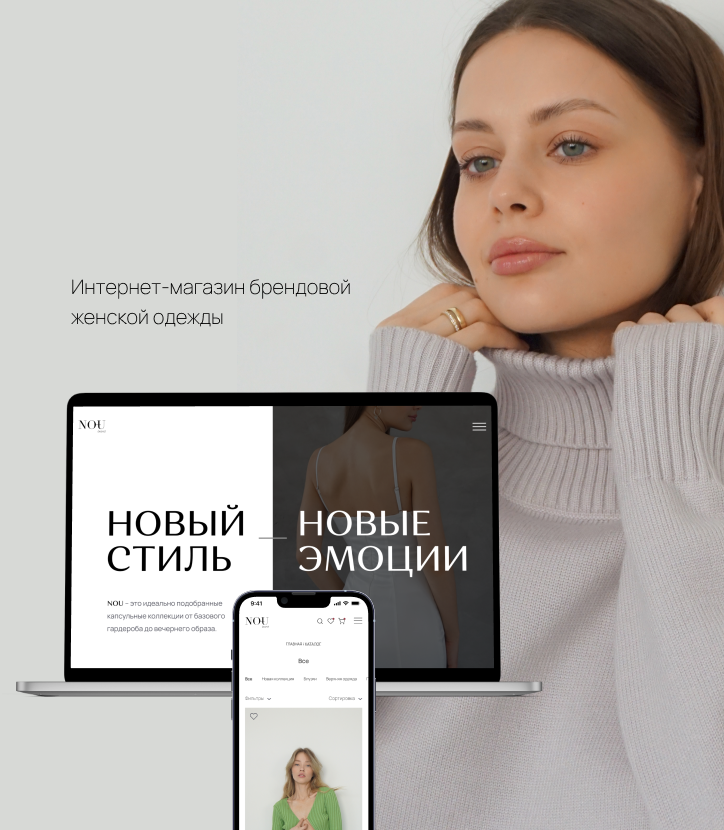 Интернет-магазин брендовой
женской одежды
NOU
НОВЫЙ
СТИЛЬ
НОВЫЕ
ЭМОЦИИ
NOU – это идеально подобранные
капсульные коллекции от базового
гардероба до вечернего образа.
9:41
NOU
ГЛАВНАЯ / КАТАЛОГ
Все
Все Новая коллекция Блузки Верхняя одежда
Фильтры Сортировка